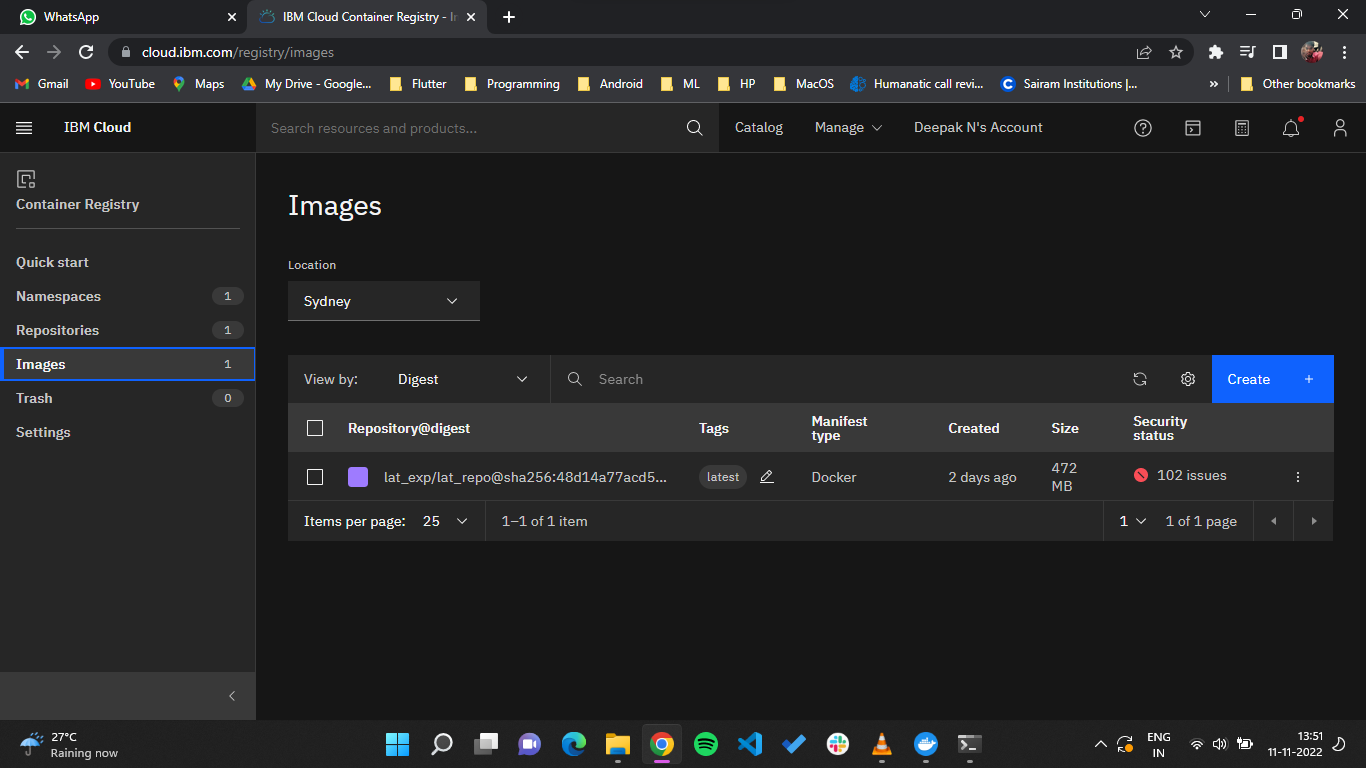 WhatsApp
IBM Cloud Container Registry - Ir
cloud.ibm.com/registry/images
Gmail
YouTube
Maps
My Drive - Google...
Flutter
Programming
Android
ML
HP
MacOS
Humanatic call revi...
Sairam Institutions |...
»
Other bookmarks
IBM Cloud
Search resources and products...
Catalog
Manage
Deepak N's Account
Container Registry
Quick start
Namespaces 1
Repositories 1
Images 1
Trash 0
Settings
Images
Location
Sydney
View by: Digest
Search
Create +
Repository@digest
Tags
Manifest
type
Created
Size
Security
status
lat_exp/lat_repo@sha256:48d14a77acd5...
latest
Docker
2 days ago
472
MB
102 issues
Items per page: 25
1–1 of 1 item
1
1 of 1 page
27°C
Raining now
ENG
IN
13:51
11-11-2022